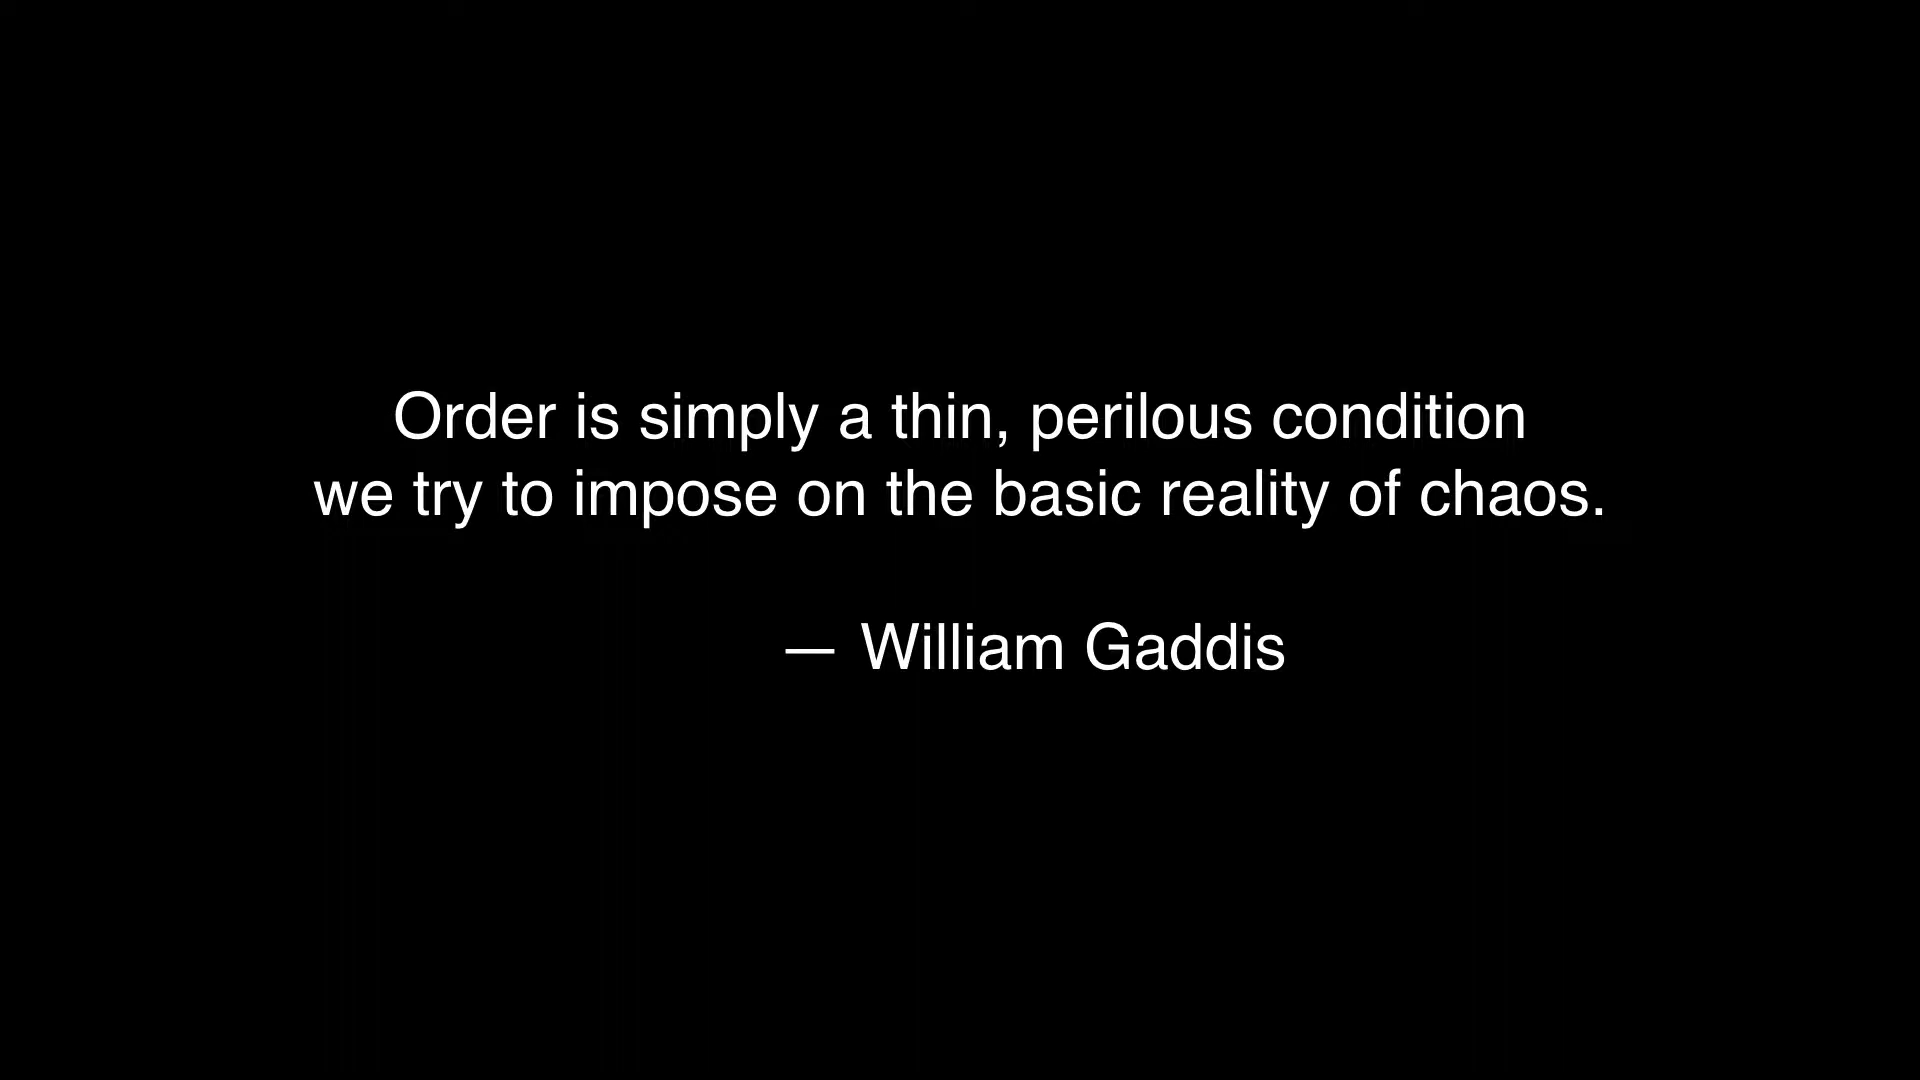 Order is simply a thin, perilous condition
we try to impose on the basic reality of chaos.
— William Gaddis